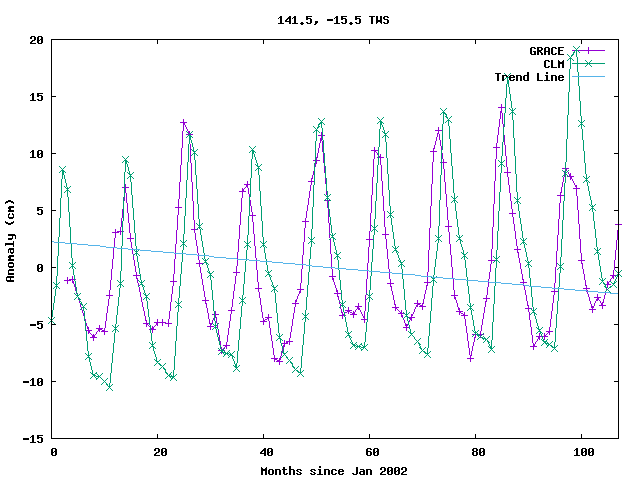 141.5, -15.5 TWS
GRACE
CLM
Trend Line
20
15
10
5
0
-5
-10
-15
Anomaly (cm)
0 20 40 60 80 100
Months since Jan 2002